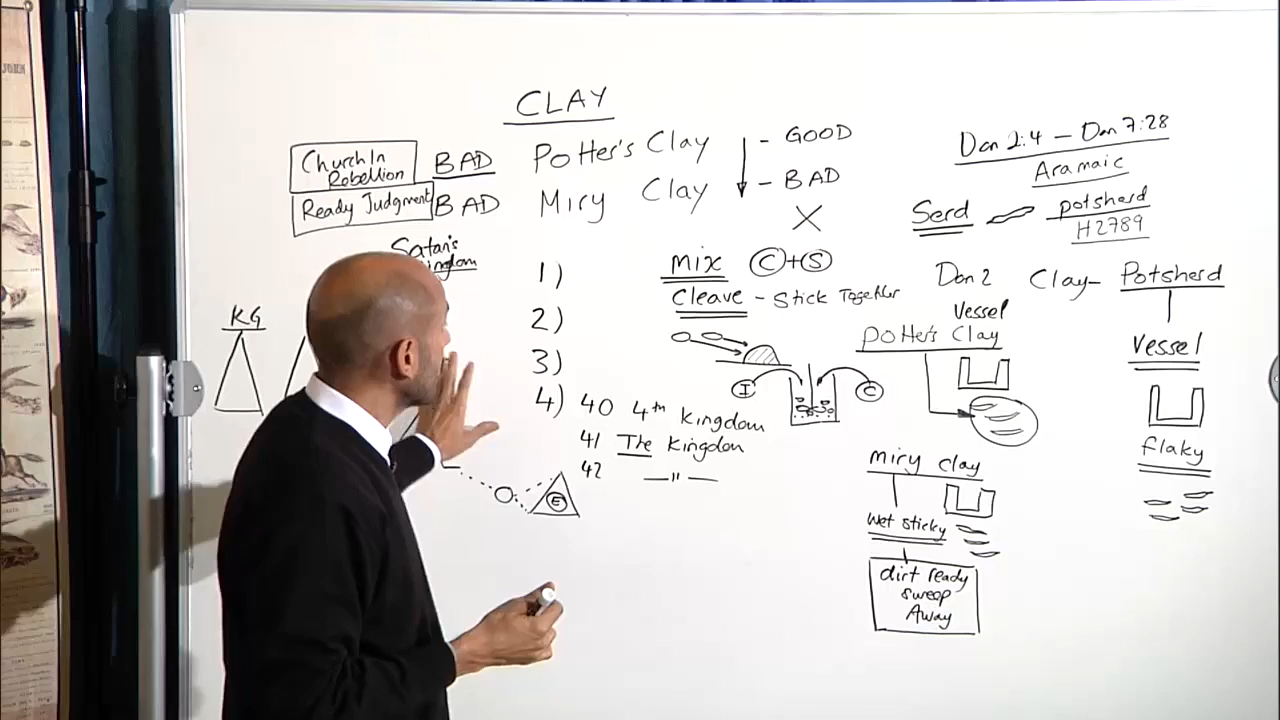 CLAY
Church In
Rebellion
BAD
Potter's Clay
- GOOD
Ready Judgment
BAD
Miry Clay
- BAD
X
Dan 2:4 - Dan 7:28
Aramaic
Serd
potsherd
H2789
Satan's
KG
1)
2)
3)
4)
40 4th Kingdom
41 The Kingdom
42 —"—
E
mix C+S
Cleave - Stick Together
I
C
Dan 2
Clay- Potsherd
Vessel
Potter's Clay
miry clay
wet sticky
dirt ready
sweep
Away
Vessel
flaky